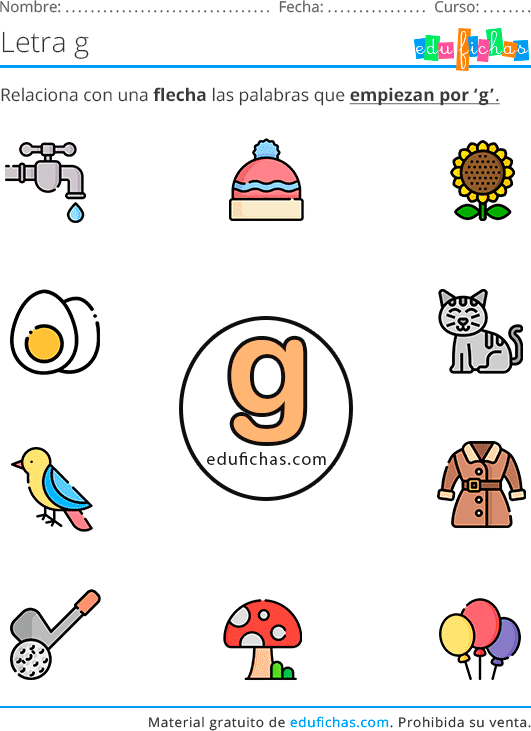 Nombre: ................................ Fecha: ................ Curso: ........
Letra g
edufichas
Relaciona con una flecha las palabras que empiezan por ‘g’.
g
edufichas.com
Material gratuito de edufichas.com. Prohibida su venta.